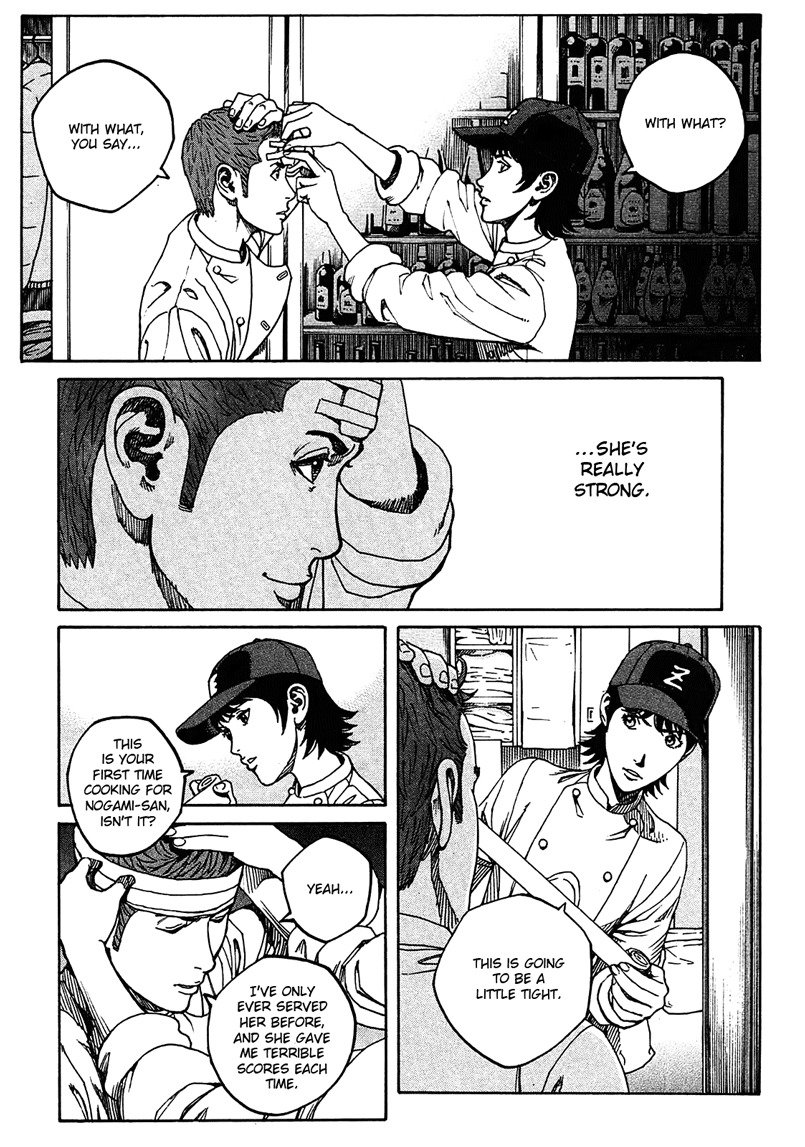 WITH WHAT?
WITH WHAT,
YOU SAY...
...SHE'S
REALLY
STRONG.
Z
THIS IS GOING
TO BE A
LITTLE TIGHT.
THIS
IS YOUR
FIRST TIME
COOKING FOR
NOGAMI-SAN,
ISN'T IT?
YEAH...
I'VE ONLY
EVER SERVED
HER BEFORE,
AND SHE GAVE
ME TERRIBLE
SCORES EACH
TIME.